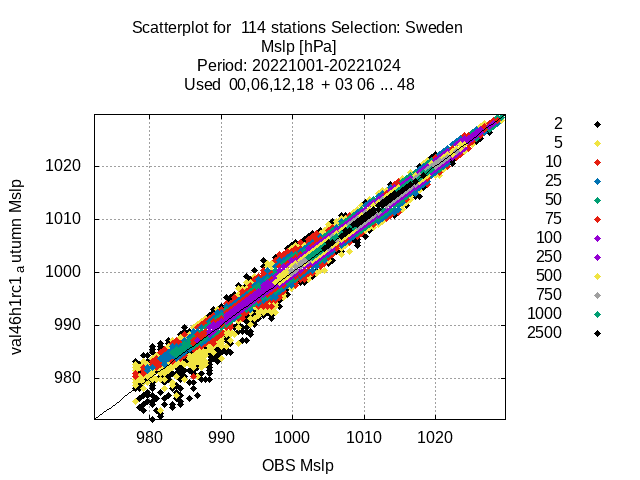 Scatterplot for  114 stations Selection: Sweden
Mslp [hPa]
Period: 20221001-20221024
Used  00,06,12,18  + 03 06 ... 48
2
5
10
25
50
75
100
250
500
750
1000
2500
1020
1010
1000
990
980
val46h1rc1autumn Mslp
980 990 1000 1010 1020
OBS Mslp